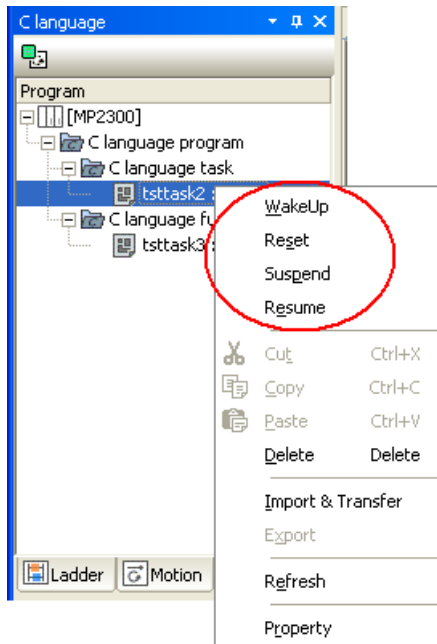 C language
Program
[MP2300]
C language program
C language task
tsttask2 :
C language fu
tsttask3 :
WakeUp
Reset
Suspend
Resume
Cut Ctrl+X
Copy Ctrl+C
Paste Ctrl+V
Delete Delete
Import & Transfer
Export
Refresh
Property
Ladder Motion